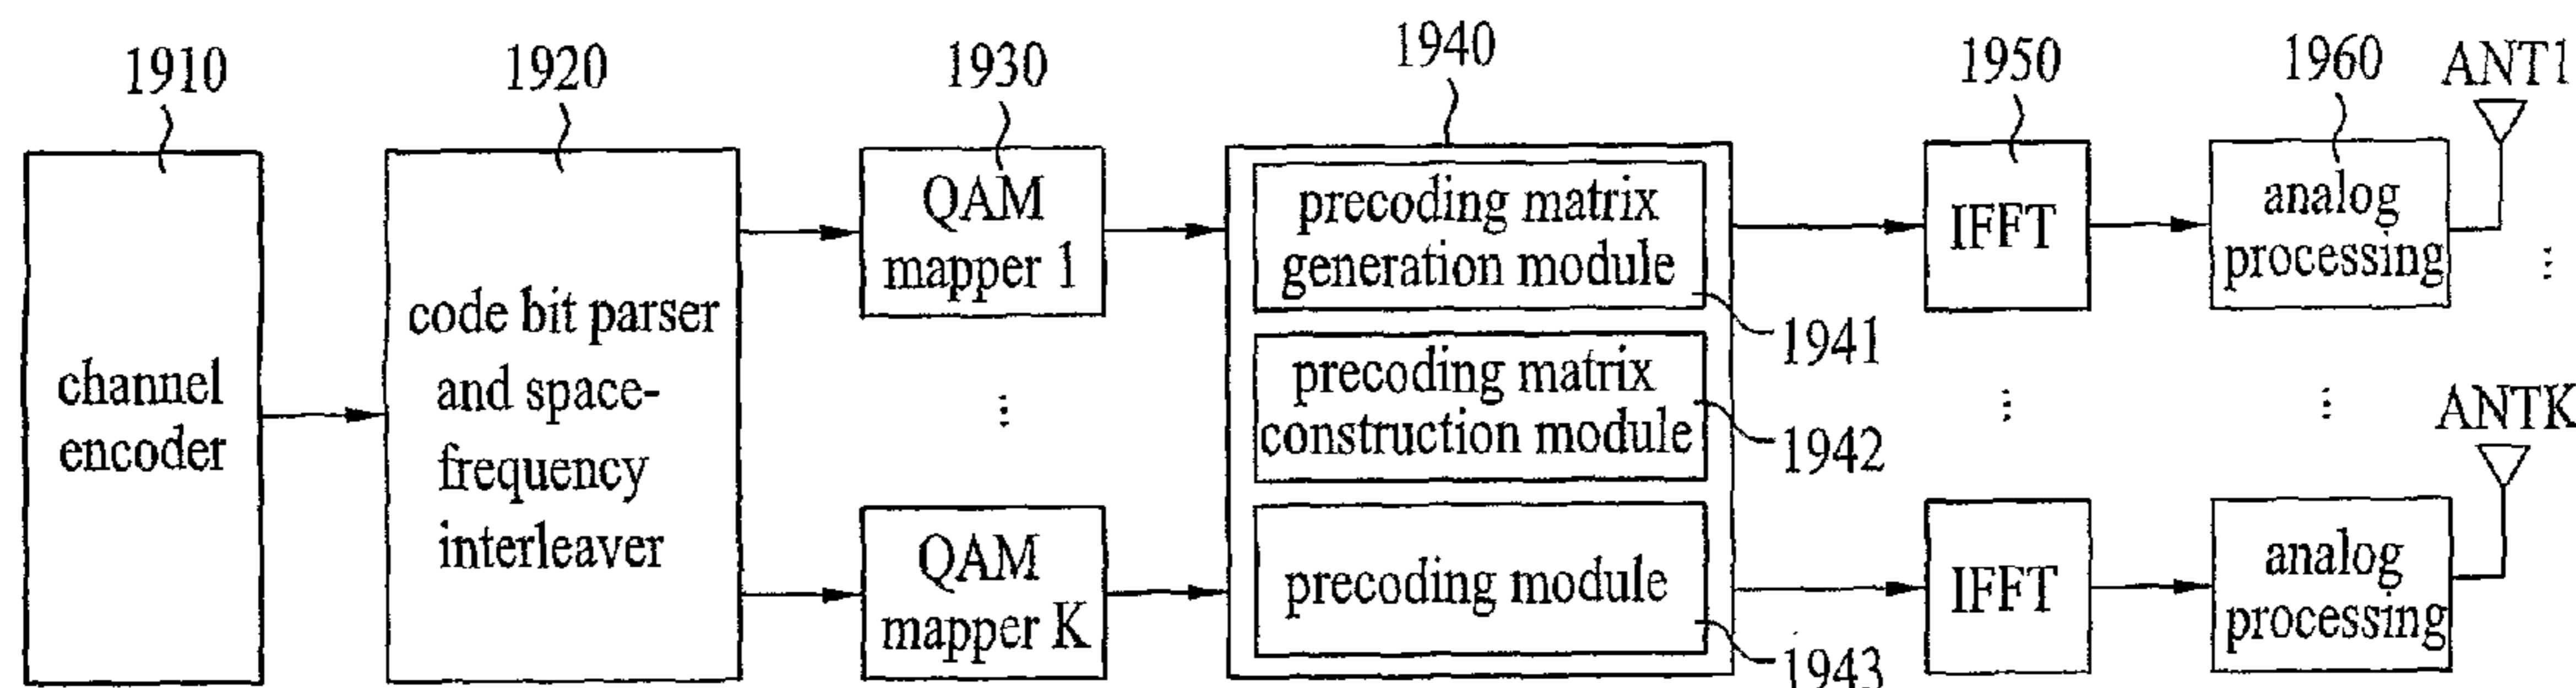 1910
1920
1930
1940
1950
1960
ANT1
channel
encoder
code bit parser
and space-
frequency
interleaver
QAM
mapper 1
⋮
QAM
mapper K
precoding matrix
generation module
1941
precoding matrix
construction module
1942
precoding module
1943
IFFT
⋮
IFFT
analog
processing
⋮
analog
processing
⋮
ANTK